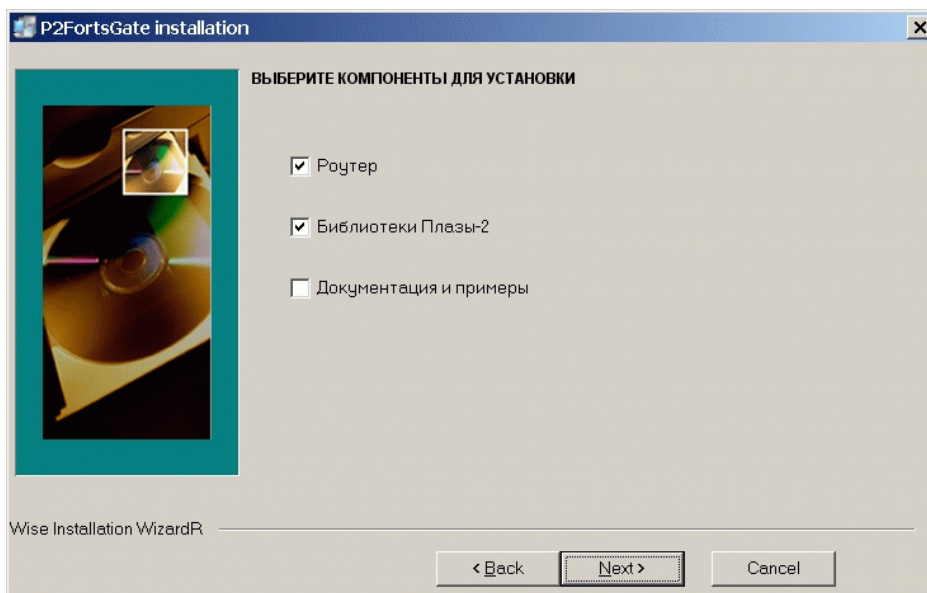 P2FortsGate installation
ВЫБЕРИТЕ КОМПОНЕНТЫ ДЛЯ УСТАНОВКИ
Роутер
Библиотеки Плазы-2
Документация и примеры
Wise Installation WizardR
< Back
Next >
Cancel